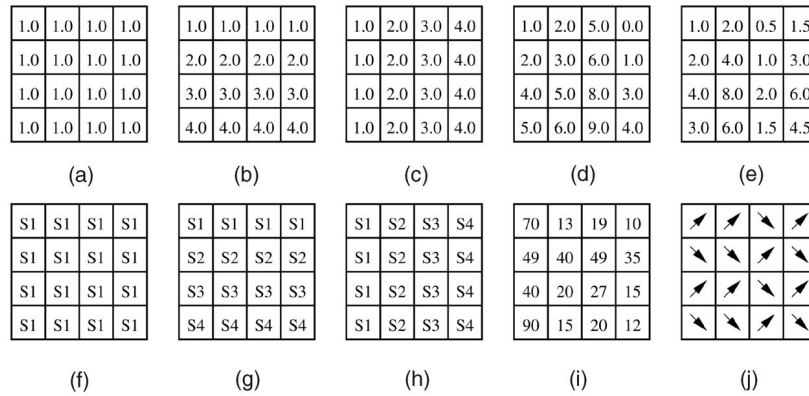 1.0 1.0 1.0 1.0 1.0 1.0 1.0 1.0 1.0 2.0 3.0 4.0 1.0 2.0 5.0 0.0 1.0 2.0 0.5 1.5
1.0 1.0 1.0 1.0 2.0 2.0 2.0 2.0 1.0 2.0 3.0 4.0 2.0 3.0 6.0 1.0 2.0 4.0 1.0 3.0
1.0 1.0 1.0 1.0 3.0 3.0 3.0 3.0 1.0 2.0 3.0 4.0 4.0 5.0 8.0 3.0 4.0 8.0 2.0 6.0
1.0 1.0 1.0 1.0 4.0 4.0 4.0 4.0 1.0 2.0 3.0 4.0 5.0 6.0 9.0 4.0 3.0 6.0 1.5 4.5
(a) (b) (c) (d) (e)
S1 S1 S1 S1 S1 S1 S1 S1 S1 S2 S3 S4 70 13 19 10
S1 S1 S1 S1 S2 S2 S2 S2 S1 S2 S3 S4 49 40 49 35
S1 S1 S1 S1 S3 S3 S3 S3 S1 S2 S3 S4 40 20 27 15
S1 S1 S1 S1 S4 S4 S4 S4 S1 S2 S3 S4 90 15 20 12
(f) (g) (h) (i) (j)